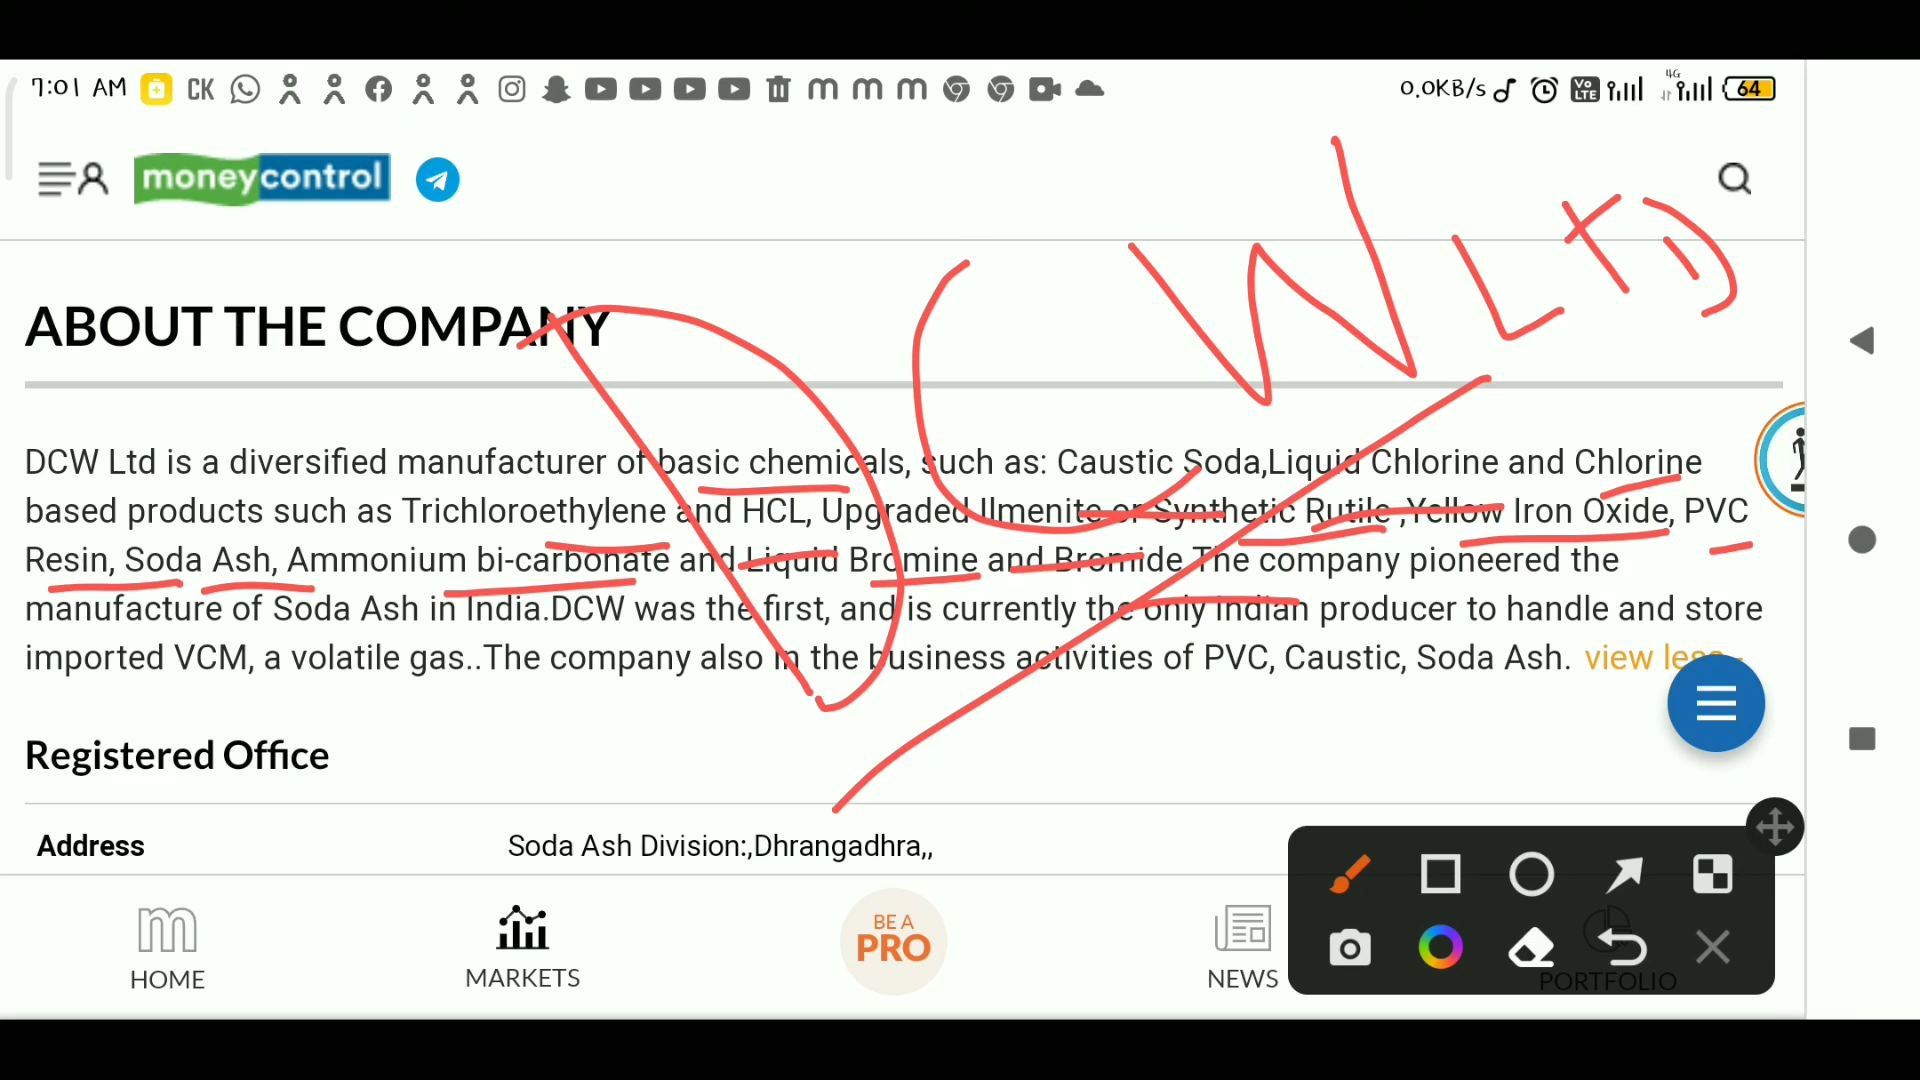 7:01 AM CK 0.0KB/s Vo LTE 4G 64
moneycontrol
DCW LTD
ABOUT THE COMPANY
DCW Ltd is a diversified manufacturer of basic chemicals, such as: Caustic Soda,Liquid Chlorine and Chlorine
based products such as Trichloroethylene and HCL, Upgraded Ilmenite or Synthetic Rutile ,Yellow Iron Oxide, PVC
Resin, Soda Ash, Ammonium bi-carbonate and Liquid Bromine and Bromide.The company pioneered the
manufacture of Soda Ash in India.DCW was the first, and is currently the only Indian producer to handle and store
imported VCM, a volatile gas..The company also in the business activities of PVC, Caustic, Soda Ash. view less -
Registered Office
Address Soda Ash Division:,Dhrangadhra,,
HOME MARKETS BE A PRO NEWS PORTFOLIO